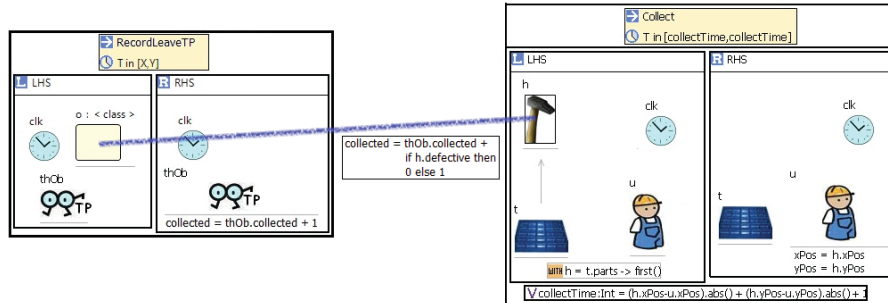 RecordLeaveTP
T in [X,Y]
L LHS
R RHS
clk
o : < class >
thOb
TP
clk
thOb
TP
collected = thOb.collected + 1
collected = thOb.collected +
if h.defective then
0 else 1
Collect
T in [collectTime,collectTime]
L LHS
R RHS
h
clk
u
t
WITH h = t.parts -> first()
clk
u
t
xPos = h.xPos
yPos = h.yPos
V collectTime:Int = (h.xPos-u.xPos).abs() + (h.yPos-u.yPos).abs()+ 1